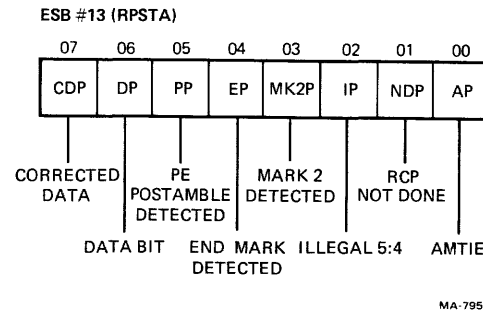 ESB #13 (RPSTA)
07 06 05 04 03 02 01 00
CDP DP PP EP MK2P IP NDP AP
CORRECTED DATA
PE POSTAMBLE DETECTED
MARK 2 DETECTED
RCP NOT DONE
DATA BIT
END MARK DETECTED
ILLEGAL 5:4
AMTIE
MA-795